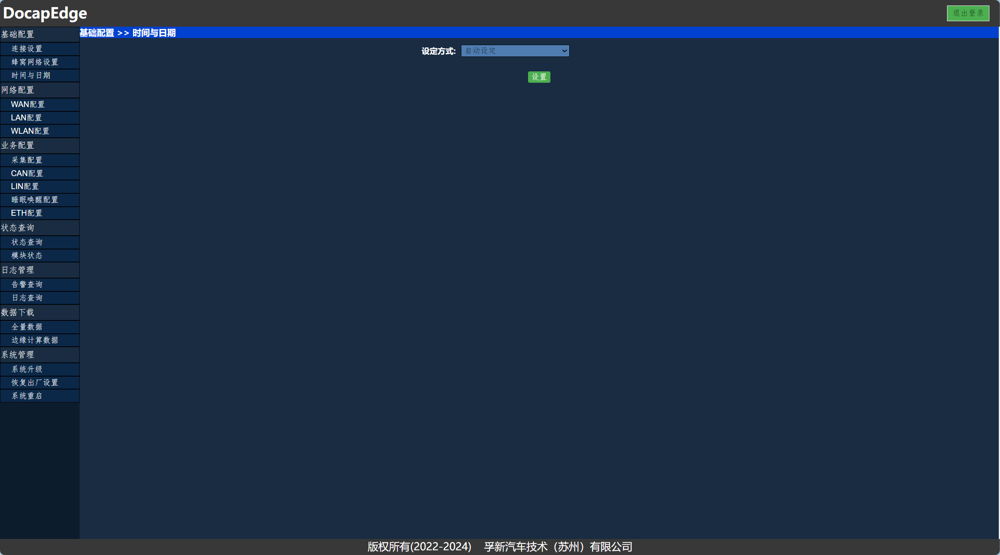 DocapEdge
退出登录
基础配置
连接设置
蜂窝网络设置
时间与日期
网络配置
WAN配置
LAN配置
WLAN配置
业务配置
采集配置
CAN配置
LIN配置
睡眠唤醒配置
ETH配置
状态查询
状态查询
模块状态
日志管理
告警查询
日志查询
数据下载
全量数据
边缘计算数据
系统管理
系统升级
恢复出厂设置
系统重启
基础配置 >> 时间与日期
设定方式: 自动设定
设置
版权所有(2022-2024) 孚新汽车技术（苏州）有限公司